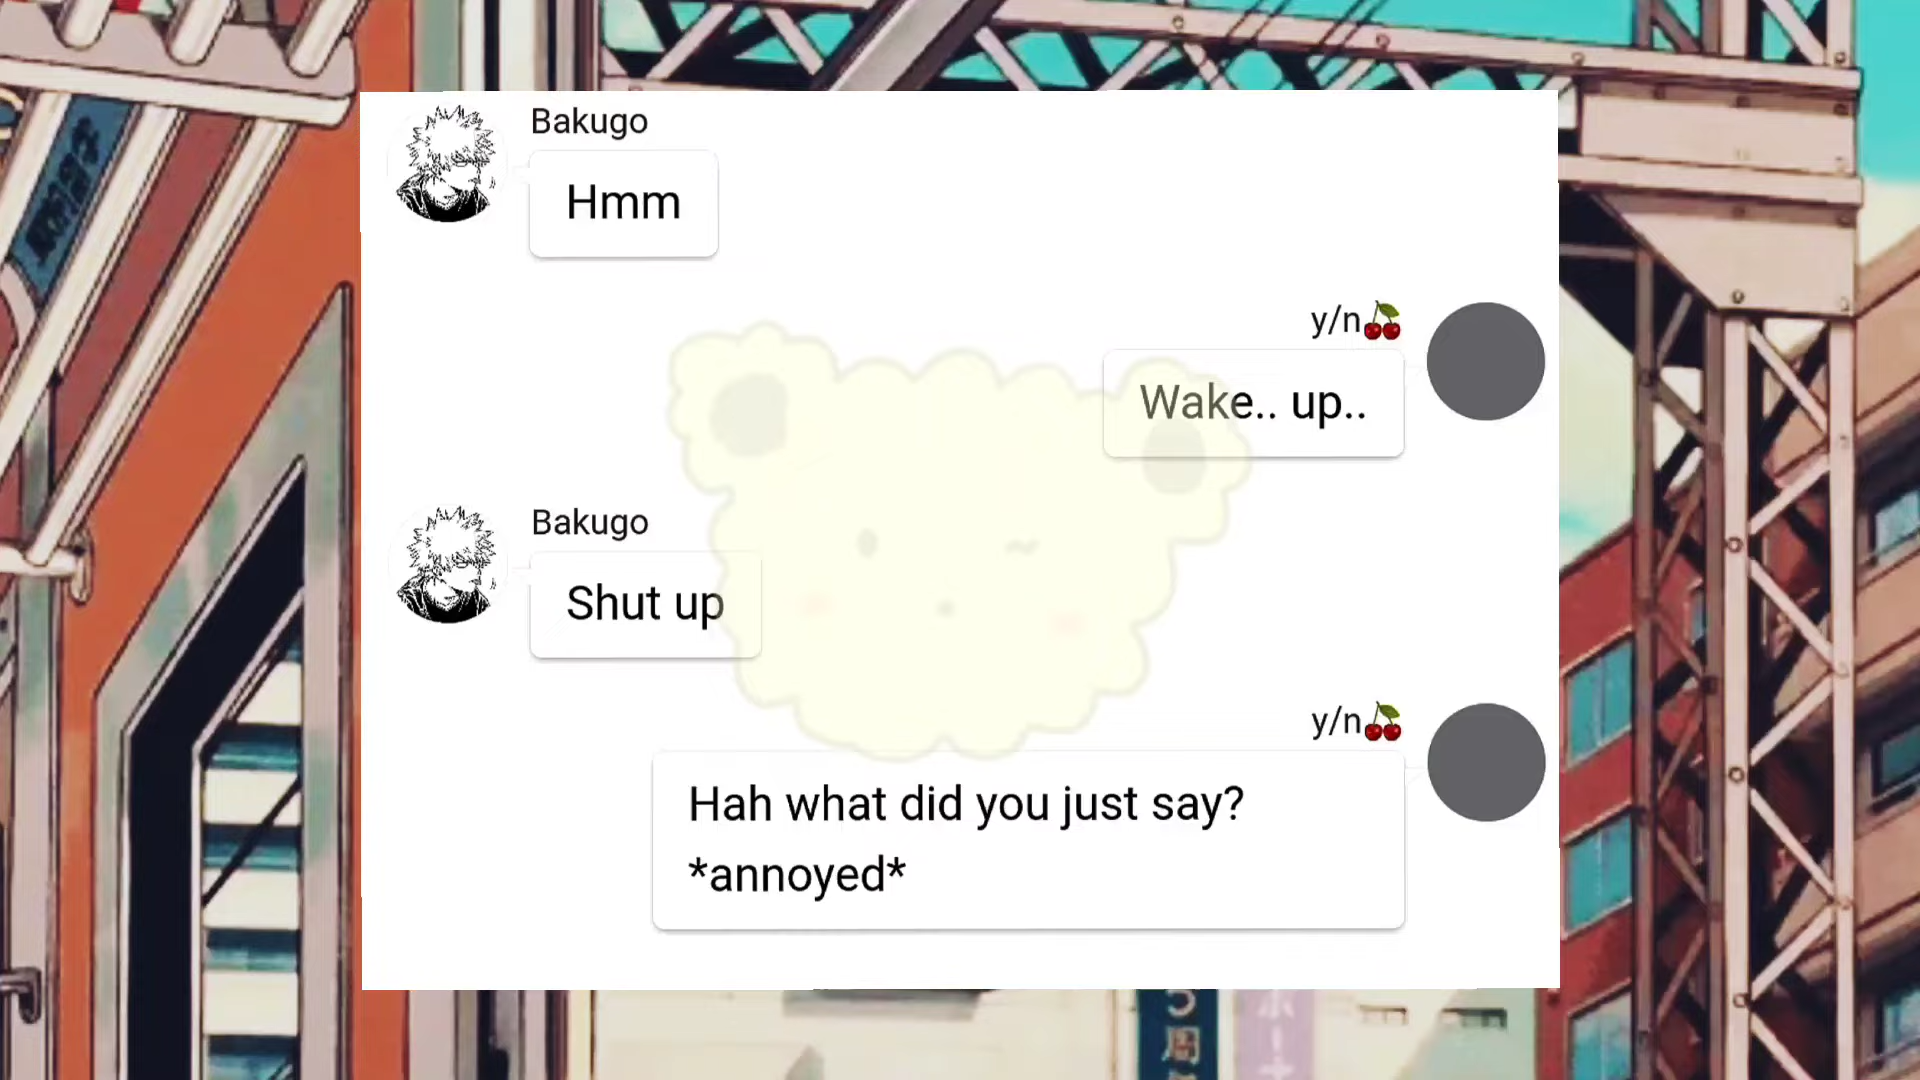 Bakugo
Hmm
y/n🍒
Wake.. up..
Bakugo
Shut up
y/n🍒
Hah what did you just say?
*annoyed*